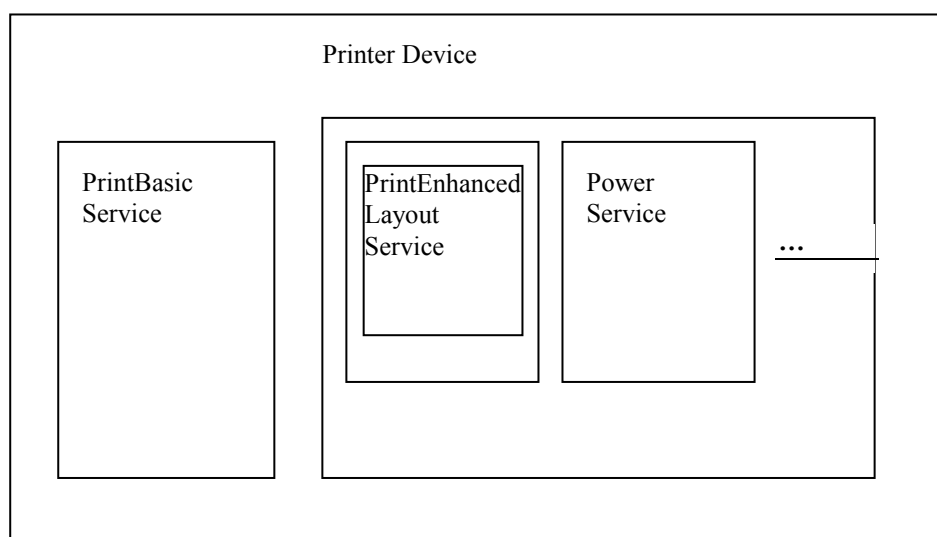 Printer Device
PrintBasic
Service
PrintEnhanced
Layout
Service
Power
Service
...